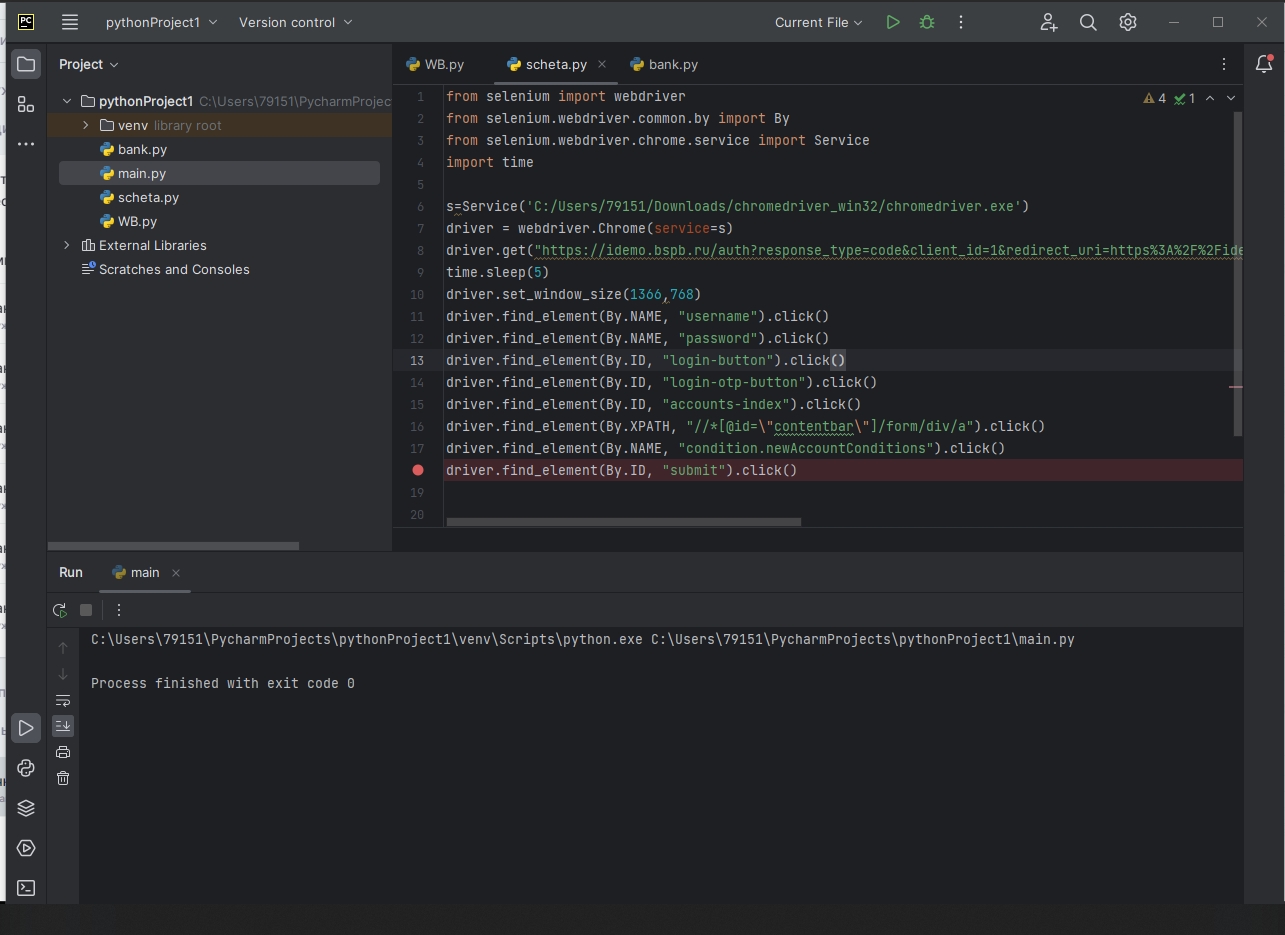 PC pythonProject1 Version control Current File
Project
pythonProject1 C:\Users\79151\PycharmProjec
venv library root
bank.py
main.py
scheta.py
WB.py
External Libraries
Scratches and Consoles
WB.py scheta.py bank.py
4 1
1 from selenium import webdriver
2 from selenium.webdriver.common.by import By
3 from selenium.webdriver.chrome.service import Service
4 import time
5
6 s=Service('C:/Users/79151/Downloads/chromedriver_win32/chromedriver.exe')
7 driver = webdriver.Chrome(service=s)
8 driver.get("https://idemo.bspb.ru/auth?response_type=code&client_id=1&redirect_uri=https%3A%2F%2Fide
9 time.sleep(5)
10 driver.set_window_size(1366,768)
11 driver.find_element(By.NAME, "username").click()
12 driver.find_element(By.NAME, "password").click()
13 driver.find_element(By.ID, "login-button").click()
14 driver.find_element(By.ID, "login-otp-button").click()
15 driver.find_element(By.ID, "accounts-index").click()
16 driver.find_element(By.XPATH, "//*[@id=\"contentbar\"]/form/div/a").click()
17 driver.find_element(By.NAME, "condition.newAccountConditions").click()
driver.find_element(By.ID, "submit").click()
19
20
Run main
C:\Users\79151\PycharmProjects\pythonProject1\venv\Scripts\python.exe C:\Users\79151\PycharmProjects\pythonProject1\main.py
Process finished with exit code 0